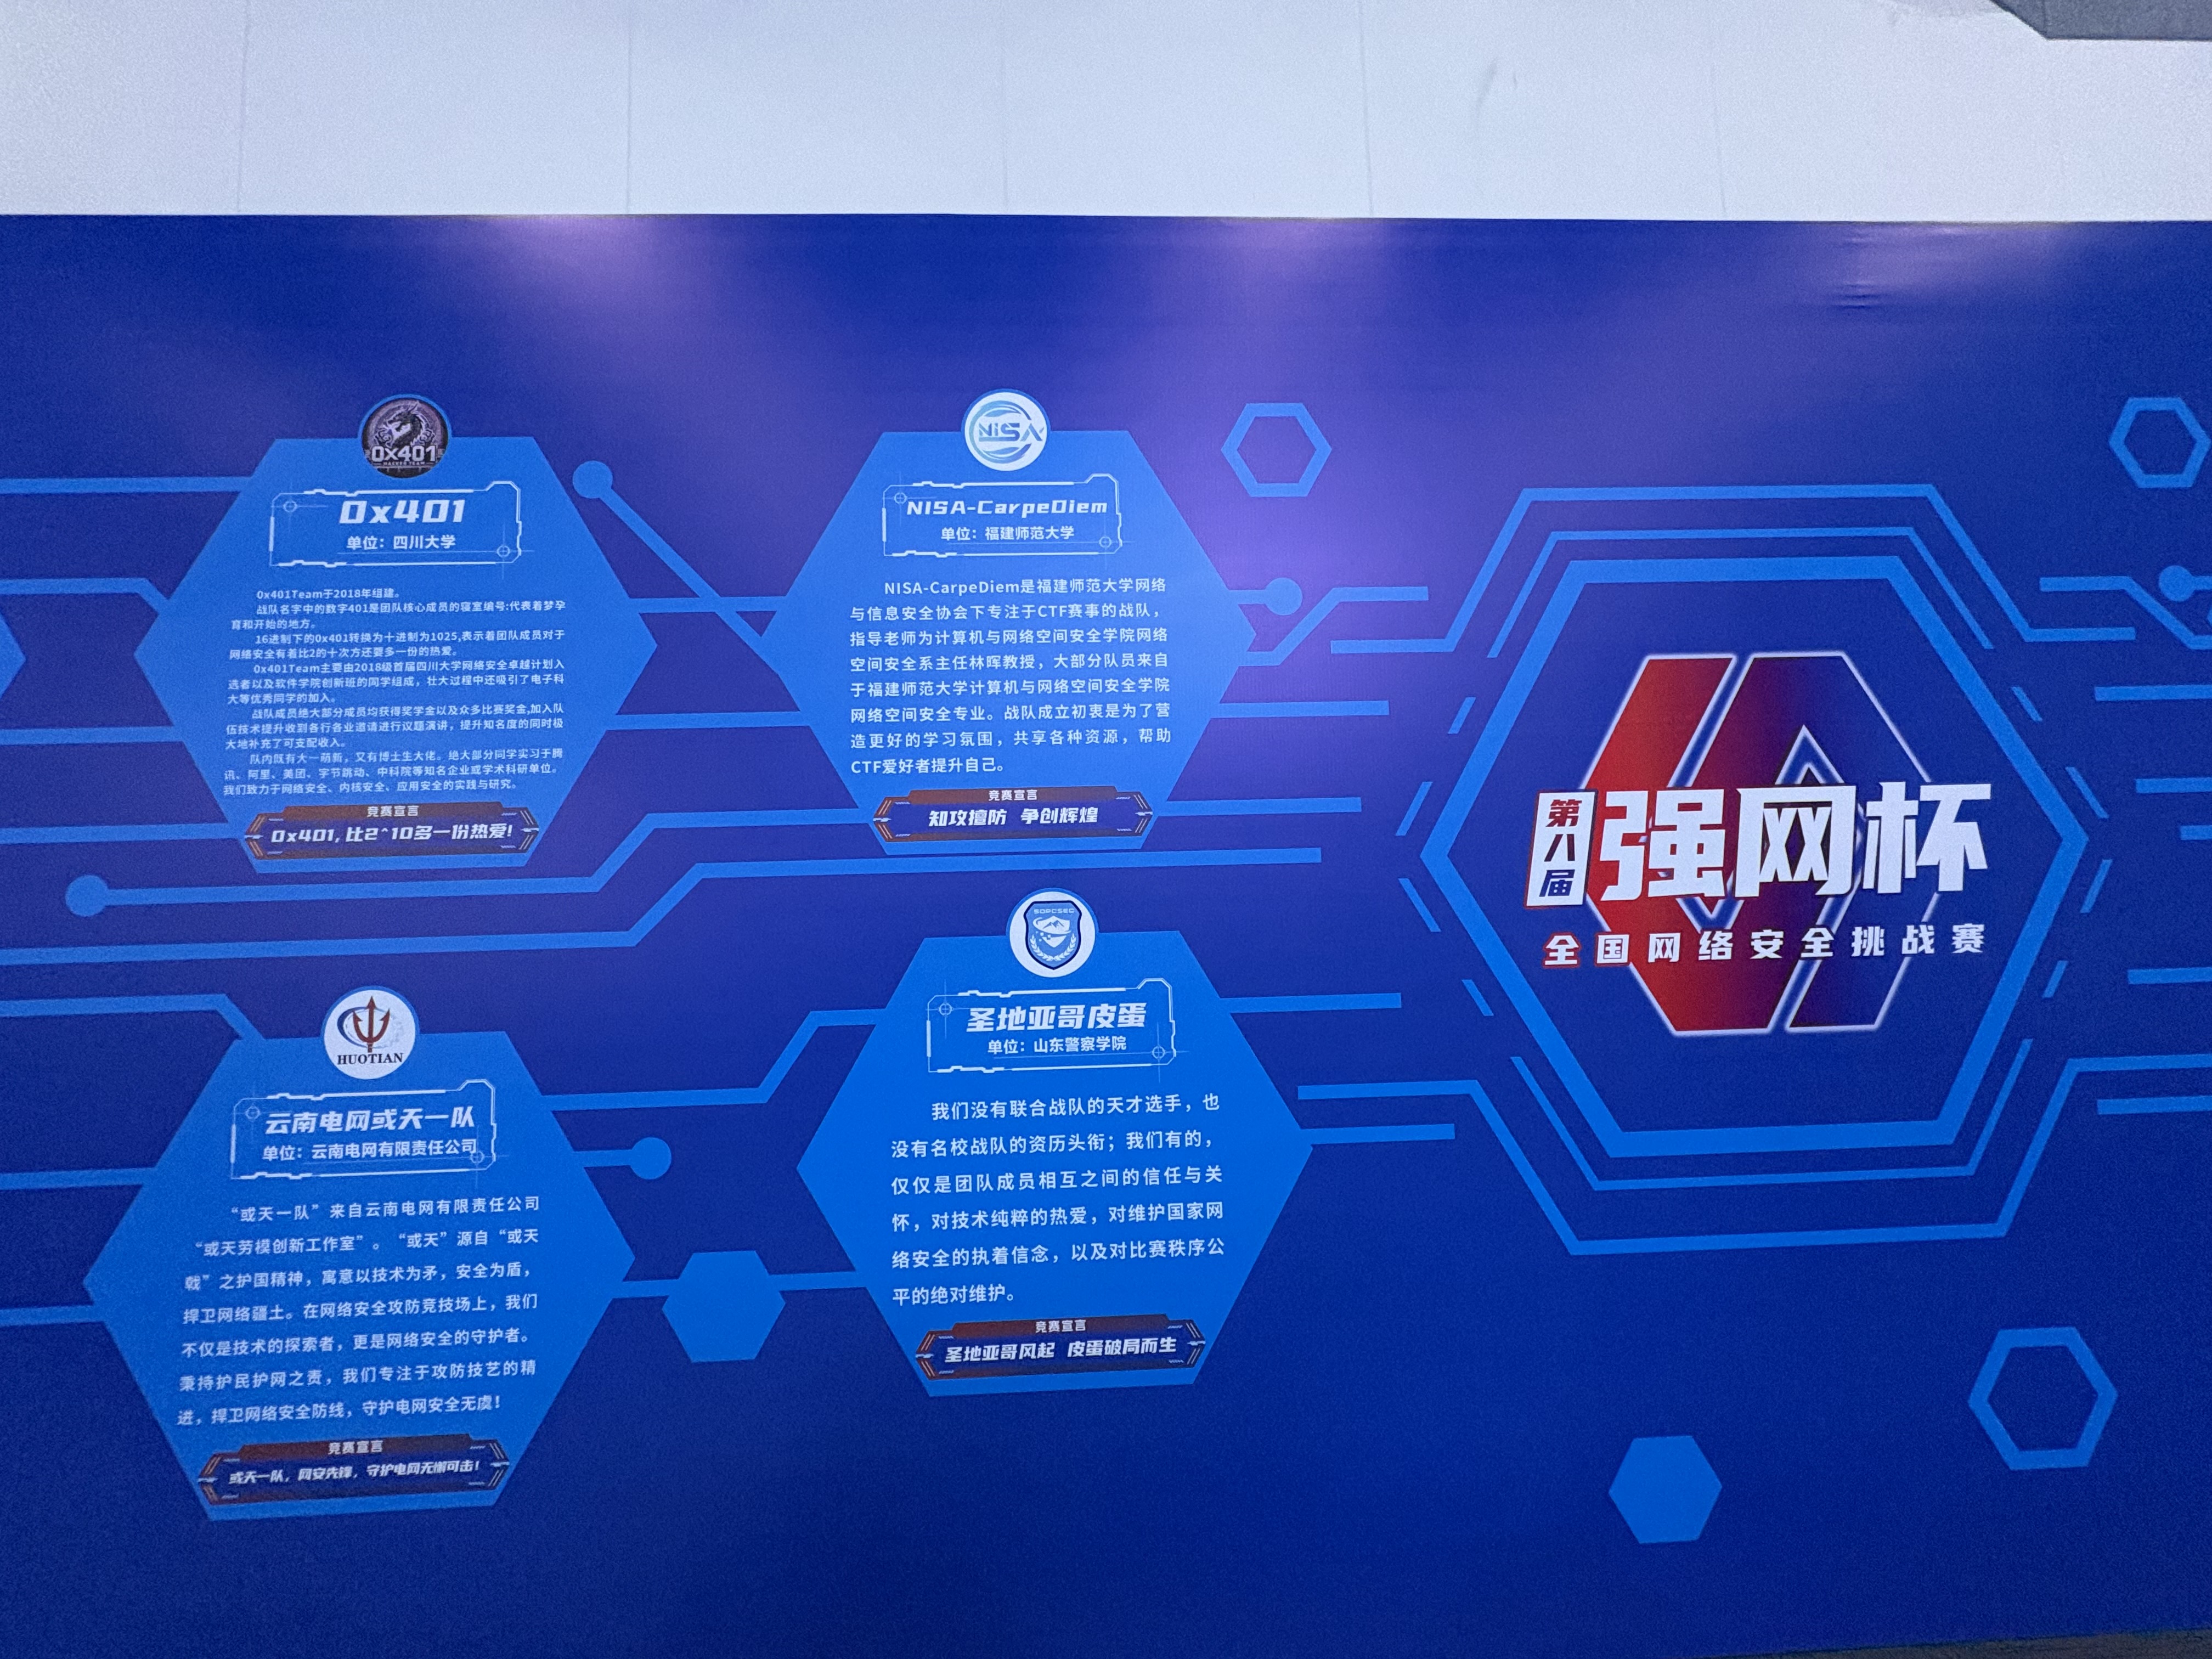 0x401
HACKER TEAM
0x401
单位：四川大学
0x401Team于2018年组建。
战队名字中的数字401是团队核心成员的寝室编号:代表着梦孕
育和开始的地方。
16进制下的0x401转换为十进制为1025,表示着团队成员对于
网络安全有着比2的十次方还要多一份的热爱。
0x401Team主要由2018级首届四川大学网络安全卓越计划入
选者以及软件学院创新班的同学组成，壮大过程中还吸引了电子科
大等优秀同学的加入。
战队成员绝大部分成员均获得奖学金以及众多比赛奖金,加入队
伍技术提升收到各行各业邀请进行议题演讲，提升知名度的同时极
大地补充了可支配收入。
队内既有大一萌新，又有博士生大佬。绝大部分同学实习于腾
讯、阿里、美团、字节跳动、中科院等知名企业或学术科研单位。
我们致力于网络安全、内核安全、应用安全的实践与研究。
竞赛宣言
0x401, 比2^10多一份热爱!
NISA
NISA-CarpeDiem
单位：福建师范大学
NISA-CarpeDiem是福建师范大学网络
与信息安全协会下专注于CTF赛事的战队，
指导老师为计算机与网络空间安全学院网络
空间安全系主任林晖教授，大部分队员来自
于福建师范大学计算机与网络空间安全学院
网络空间安全专业。战队成立初衷是为了营
造更好的学习氛围，共享各种资源，帮助
CTF爱好者提升自己。
竞赛宣言
知攻擅防 争创辉煌
HUOTIAN
云南电网或天一队
单位：云南电网有限责任公司
“或天一队”来自云南电网有限责任公司
“或天劳模创新工作室”。“或天”源自“或天
戟”之护国精神，寓意以技术为矛，安全为盾，
捍卫网络疆土。在网络安全攻防竞技场上，我们
不仅是技术的探索者，更是网络安全的守护者。
秉持护民护网之责，我们专注于攻防技艺的精
进，捍卫网络安全防线，守护电网安全无虞！
竞赛宣言
或天一队，网安先锋，守护电网无懈可击！
SDPCSEC
圣地亚哥皮蛋
单位：山东警察学院
我们没有联合战队的天才选手，也
没有名校战队的资历头衔；我们有的，
仅仅是团队成员相互之间的信任与关
怀，对技术纯粹的热爱，对维护国家网
络安全的执着信念，以及对比赛秩序公
平的绝对维护。
竞赛宣言
圣地亚哥风起 皮蛋破局而生
第八届
强网杯
全国网络安全挑战赛